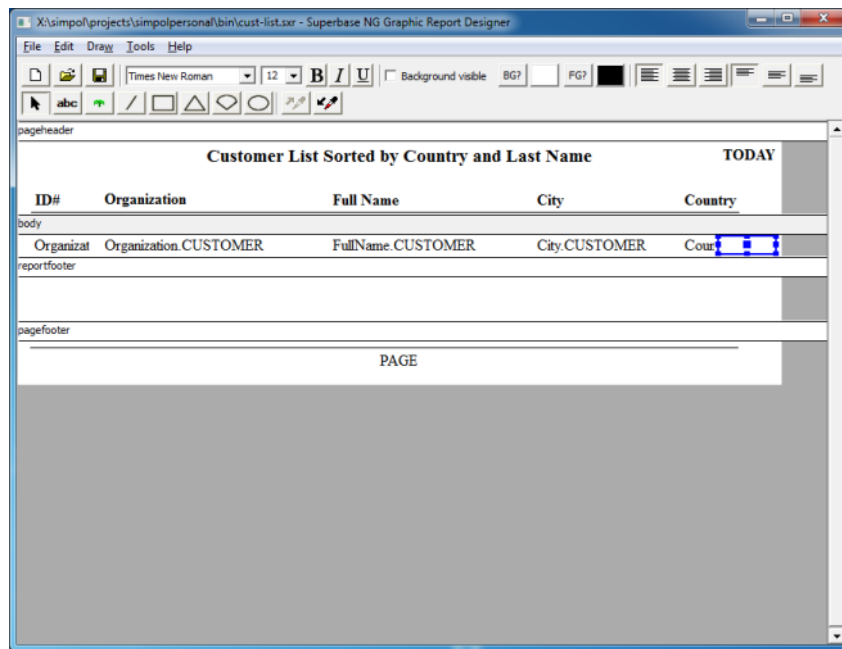 X:\simpol\projects\simpolpersonal\bin\cust-list.sxr - Superbase NG Graphic Report Designer
File Edit Draw Tools Help
Times New Roman 12 B I U Background visible BG? FG?
abc
pageheader
Customer List Sorted by Country and Last Name TODAY
ID# Organization Full Name City Country
body
Organizat Organization.CUSTOMER FullName.CUSTOMER City.CUSTOMER Cour
reportfooter
pagefooter
PAGE